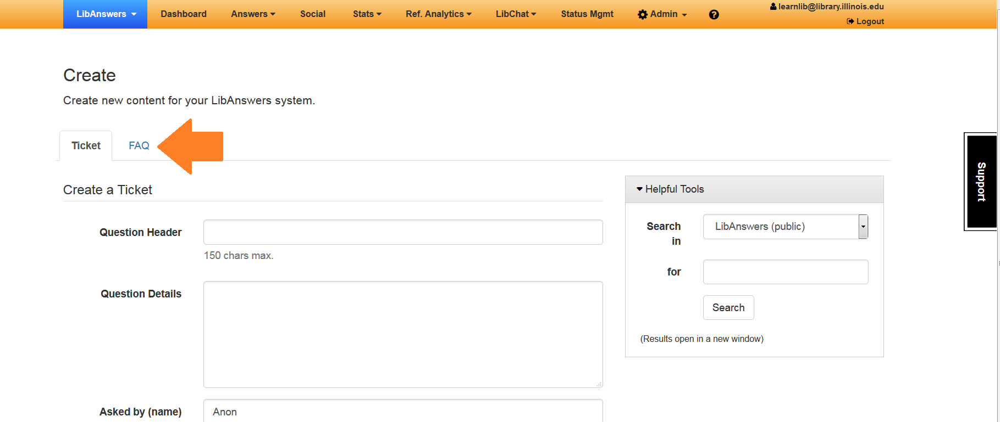 LibAnswers Dashboard Answers Social Stats Ref. Analytics LibChat Status Mgmt Admin ?
learnlib@library.illinois.edu
Logout
Create
Create new content for your LibAnswers system.
Ticket FAQ
Create a Ticket
Question Header
150 chars max.
Question Details
Asked by (name) Anon
Helpful Tools
Search in LibAnswers (public)
for
Search
(Results open in a new window)
Support